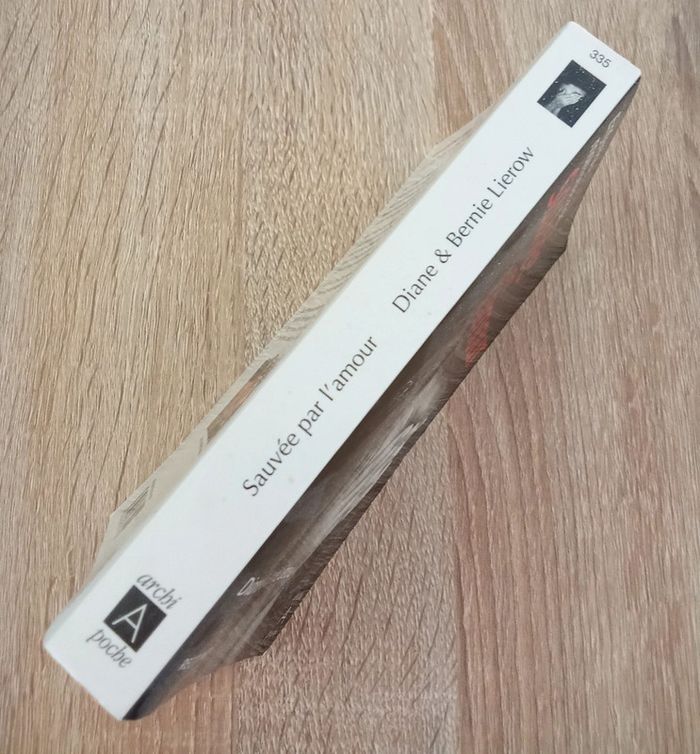 335
Sauvée par l'amour Diane & Bernie Lierow
archi
A
poche